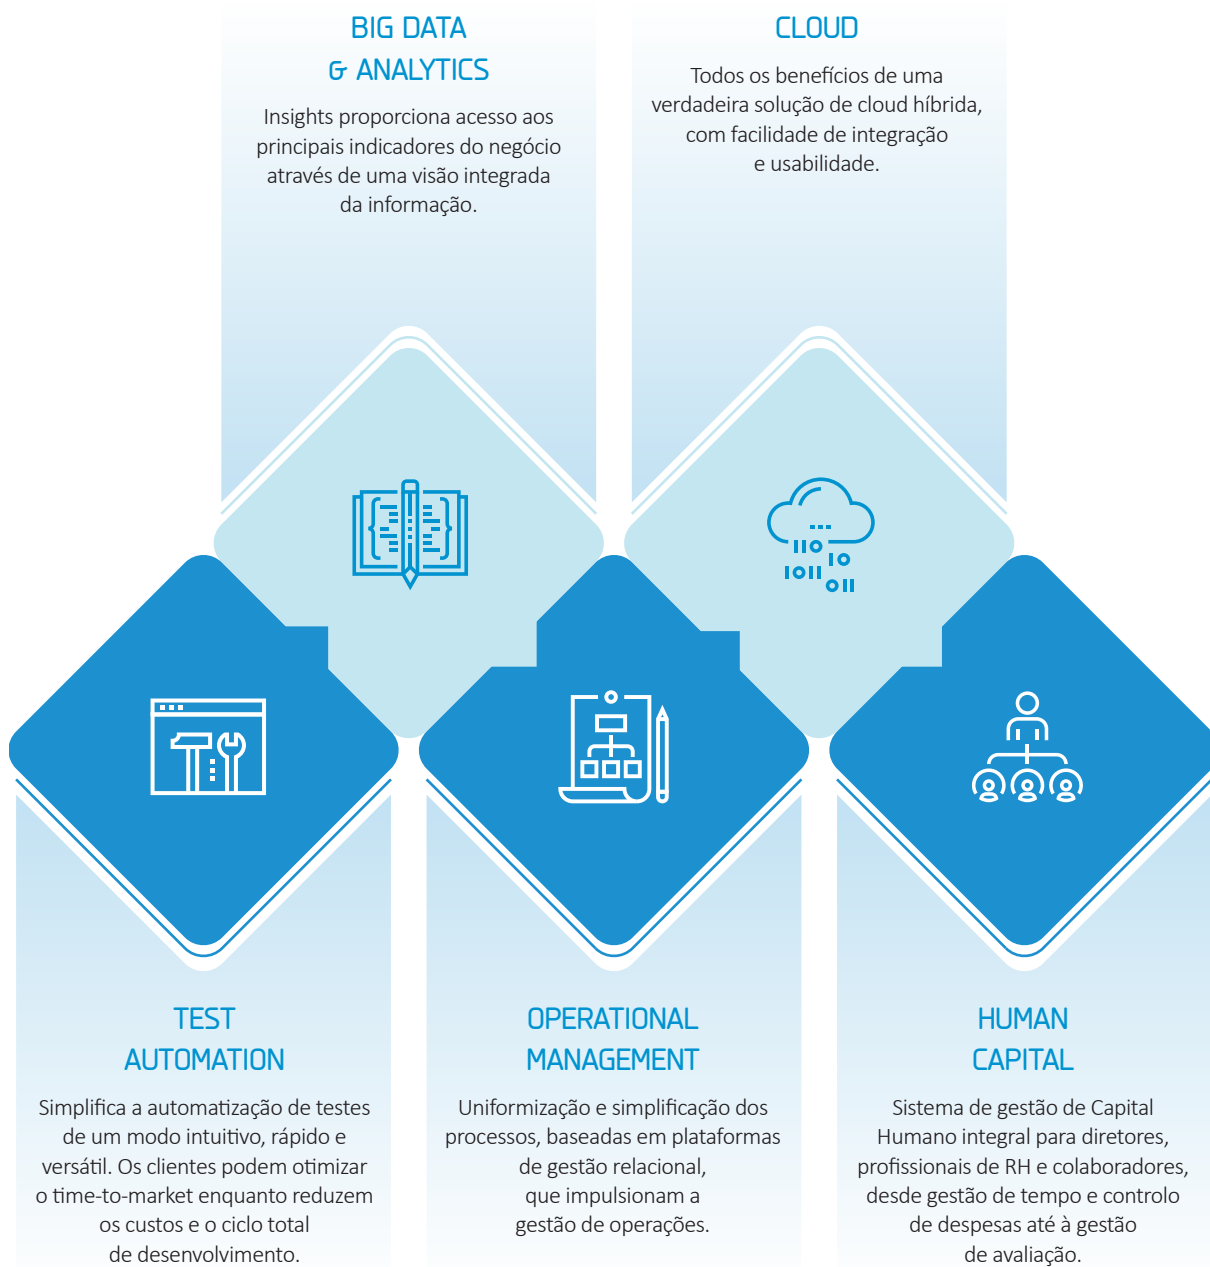 BIG DATA
& ANALYTICS
Insights proporciona acesso aos
principais indicadores do negócio
através de uma visão integrada
da informação.
CLOUD
Todos os benefícios de uma
verdadeira solução de cloud híbrida,
com facilidade de integração
e usabilidade.
TEST
AUTOMATION
Simplifica a automatização de testes
de um modo intuitivo, rápido e
versátil. Os clientes podem otimizar
o time-to-market enquanto reduzem
os custos e o ciclo total
de desenvolvimento.
OPERATIONAL
MANAGEMENT
Uniformização e simplificação dos
processos, baseadas em plataformas
de gestão relacional,
que impulsionam a
gestão de operações.
HUMAN
CAPITAL
Sistema de gestão de Capital
Humano integral para diretores,
profissionais de RH e colaboradores,
desde gestão de tempo e controlo
de despesas até à gestão
de avaliação.